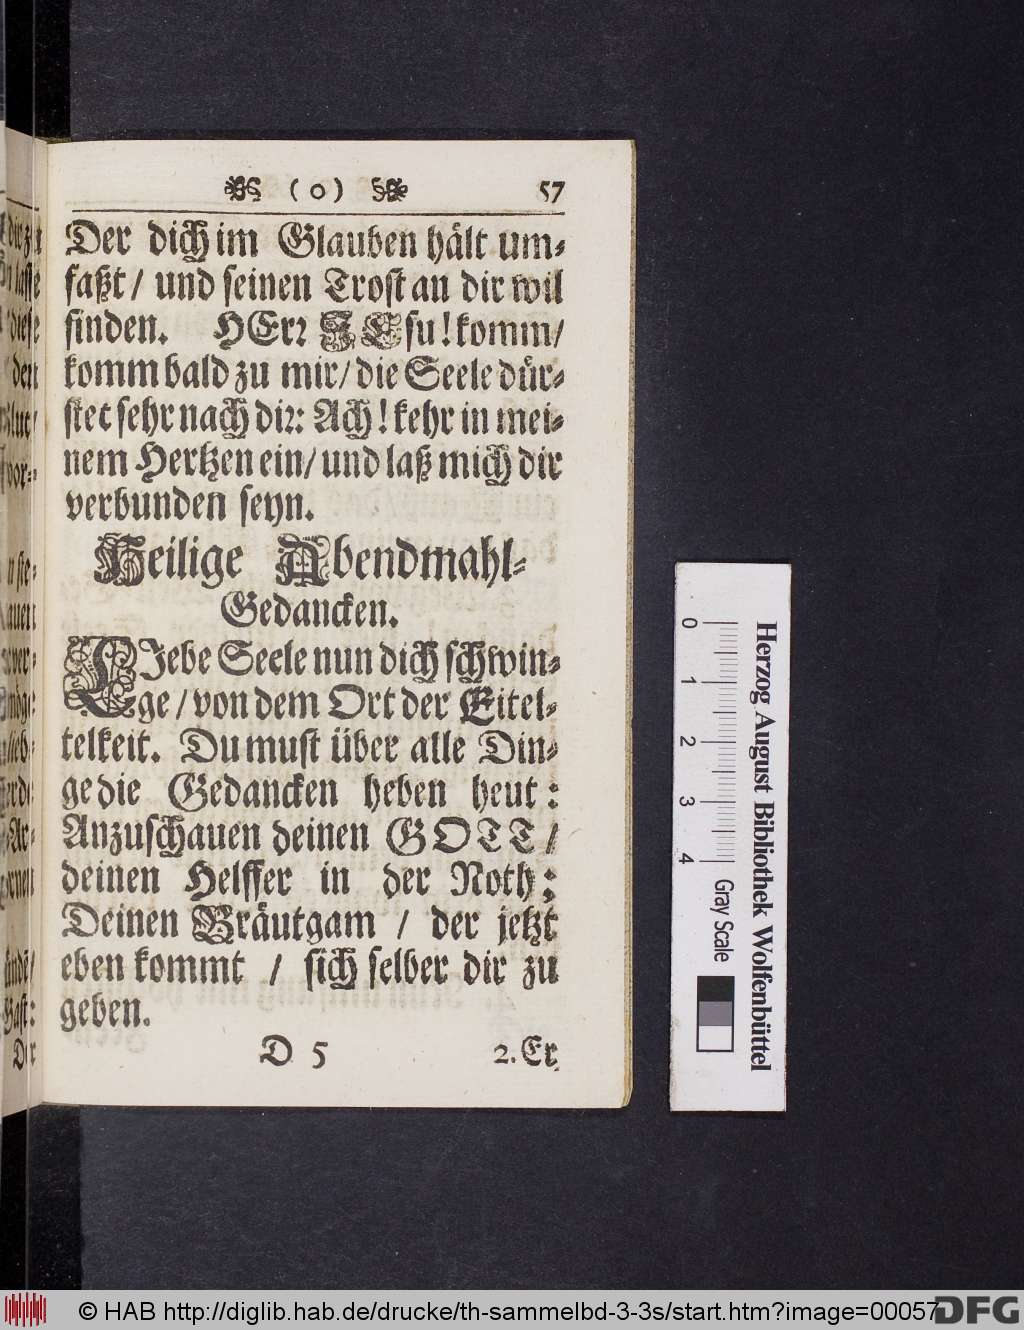 ( o ) 57
Der dich im Glauben hält um-
faßt / und seinen Trost an dir wil
finden. HErr JEsu! komm/
komm bald zu mir/ die Seele dür-
stet sehr nach dir: Ach! kehr in mei-
nem Hertzen ein/ und laß mich dir
verbunden seyn.
Heilige Abendmahl-
Gedancken.
LIebe Seele nun dich schwin-
ge / von dem Ort der Eitel-
telkeit. Du must über alle Din-
ge die Gedancken heben heut:
Anzuschauen deinen GOTT /
deinen Helffer in der Noth;
Deinen Bräutgam / der jetzt
eben kommt / sich selber dir zu
geben.
D 5 2. Er
0 1 2 3 4 Gray Scale
Herzog August Bibliothek Wolfenbüttel
© HAB http://diglib.hab.de/drucke/th-sammelbd-3-3s/start.htm?image=00057
DFG